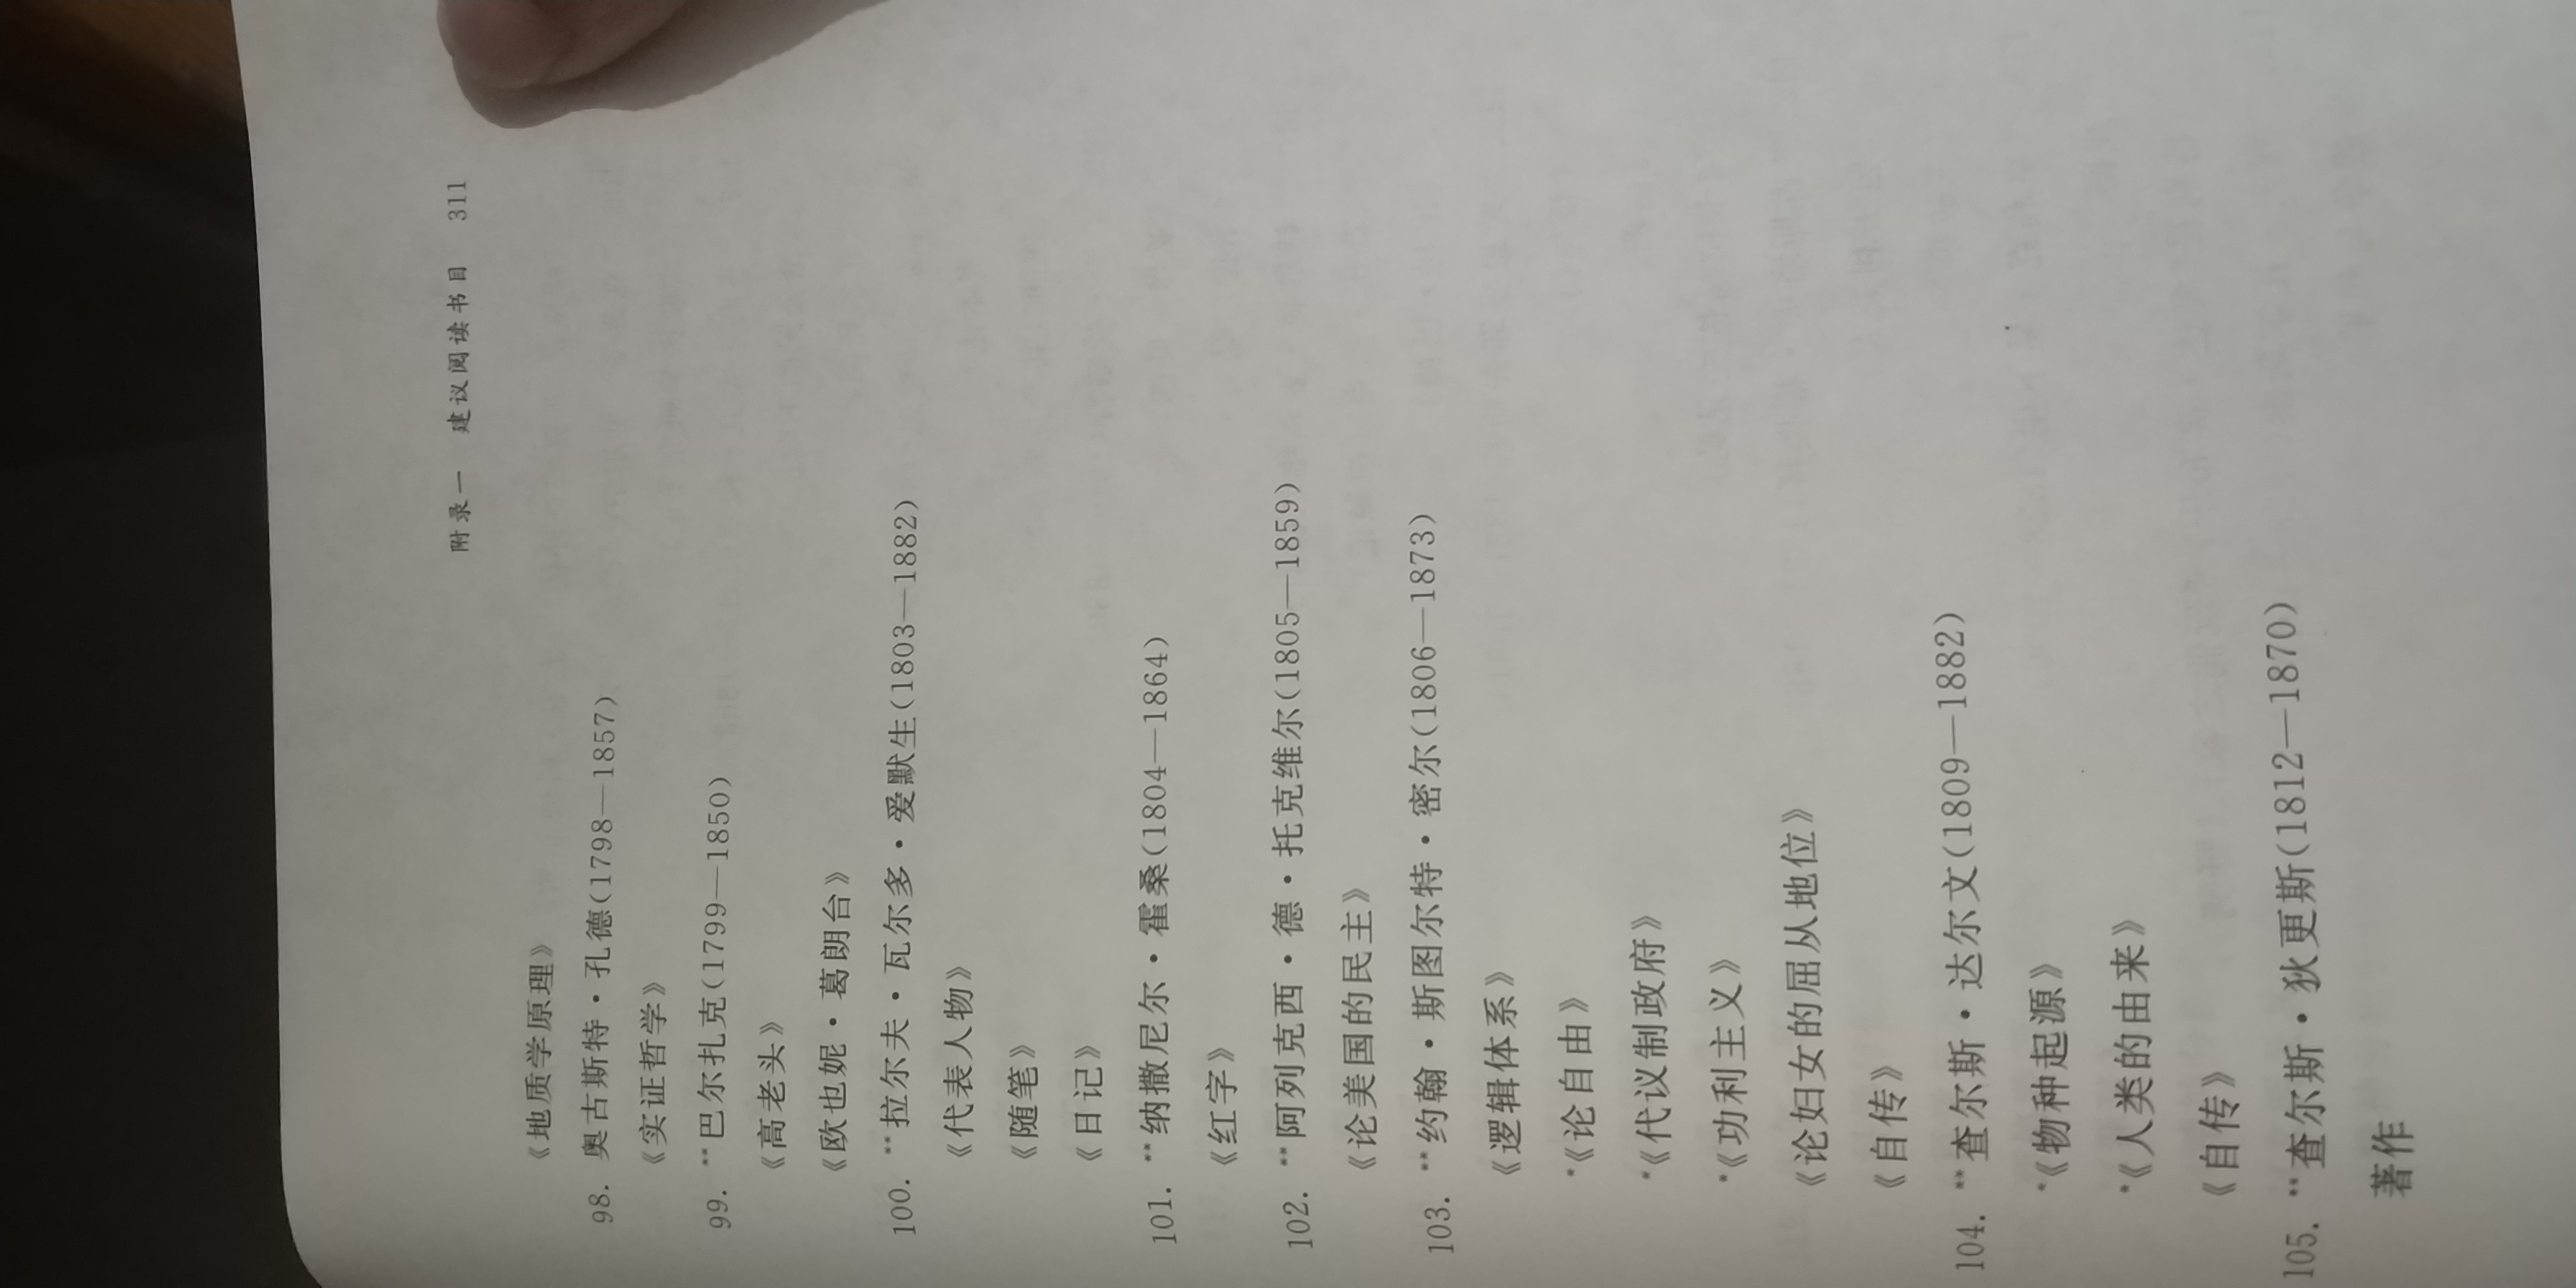 附录一 建议阅读书目 311
《地质学原理》
98. 奥古斯特·孔德(1798—1857)
《实证哲学》
99. **巴尔扎克(1799—1850)
《高老头》
《欧也妮·葛朗台》
100. **拉尔夫·瓦尔多·爱默生(1803—1882)
《代表人物》
《随笔》
《日记》
101. **纳撒尼尔·霍桑(1804—1864)
《红字》
102. **阿列克西·德·托克维尔(1805—1859)
《论美国的民主》
103. **约翰·斯图尔特·密尔(1806—1873)
《逻辑体系》
*《论自由》
*《代议制政府》
*《功利主义》
《论妇女的屈从地位》
《自传》
104. **查尔斯·达尔文(1809—1882)
*《物种起源》
*《人类的由来》
《自传》
105. **查尔斯·狄更斯(1812—1870)
著作